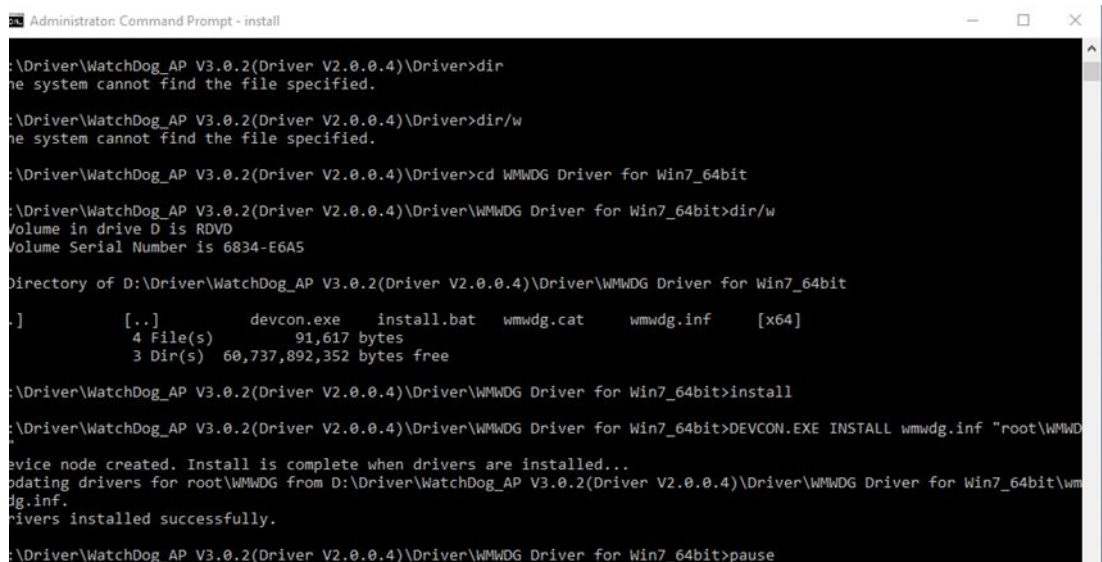 Administrator: Command Prompt - install
:\Driver\WatchDog_AP V3.0.2(Driver V2.0.0.4)\Driver>dir
he system cannot find the file specified.
:\Driver\WatchDog_AP V3.0.2(Driver V2.0.0.4)\Driver>dir/w
he system cannot find the file specified.
:\Driver\WatchDog_AP V3.0.2(Driver V2.0.0.4)\Driver>cd WMWDG Driver for Win7_64bit
:\Driver\WatchDog_AP V3.0.2(Driver V2.0.0.4)\Driver\WMWDG Driver for Win7_64bit>dir/w
Volume in drive D is RDVD
Volume Serial Number is 6834-E6A5
Directory of D:\Driver\WatchDog_AP V3.0.2(Driver V2.0.0.4)\Driver\WMWDG Driver for Win7_64bit
.] [..] devcon.exe install.bat wmwdg.cat wmwdg.inf [x64]
4 File(s) 91,617 bytes
3 Dir(s) 60,737,892,352 bytes free
:\Driver\WatchDog_AP V3.0.2(Driver V2.0.0.4)\Driver\WMWDG Driver for Win7_64bit>install
:\Driver\WatchDog_AP V3.0.2(Driver V2.0.0.4)\Driver\WMWDG Driver for Win7_64bit>DEVCON.EXE INSTALL wmwdg.inf "root\WMWD
"
evice node created. Install is complete when drivers are installed...
pdating drivers for root\WMWDG from D:\Driver\WatchDog_AP V3.0.2(Driver V2.0.0.4)\Driver\WMWDG Driver for Win7_64bit\wm
dg.inf.
rivers installed successfully.
:\Driver\WatchDog_AP V3.0.2(Driver V2.0.0.4)\Driver\WMWDG Driver for Win7_64bit>pause